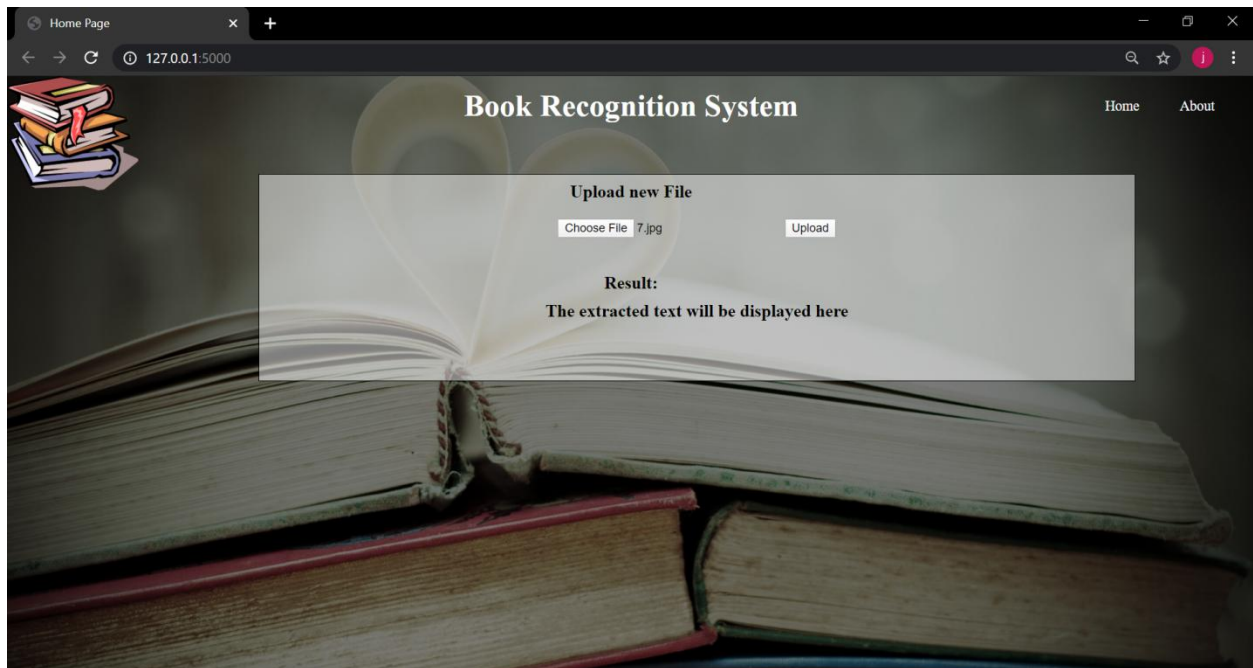 Home Page
127.0.0.1:5000
j
Book Recognition System
Home About
Upload new File
Choose File 7.jpg Upload
Result:
The extracted text will be displayed here